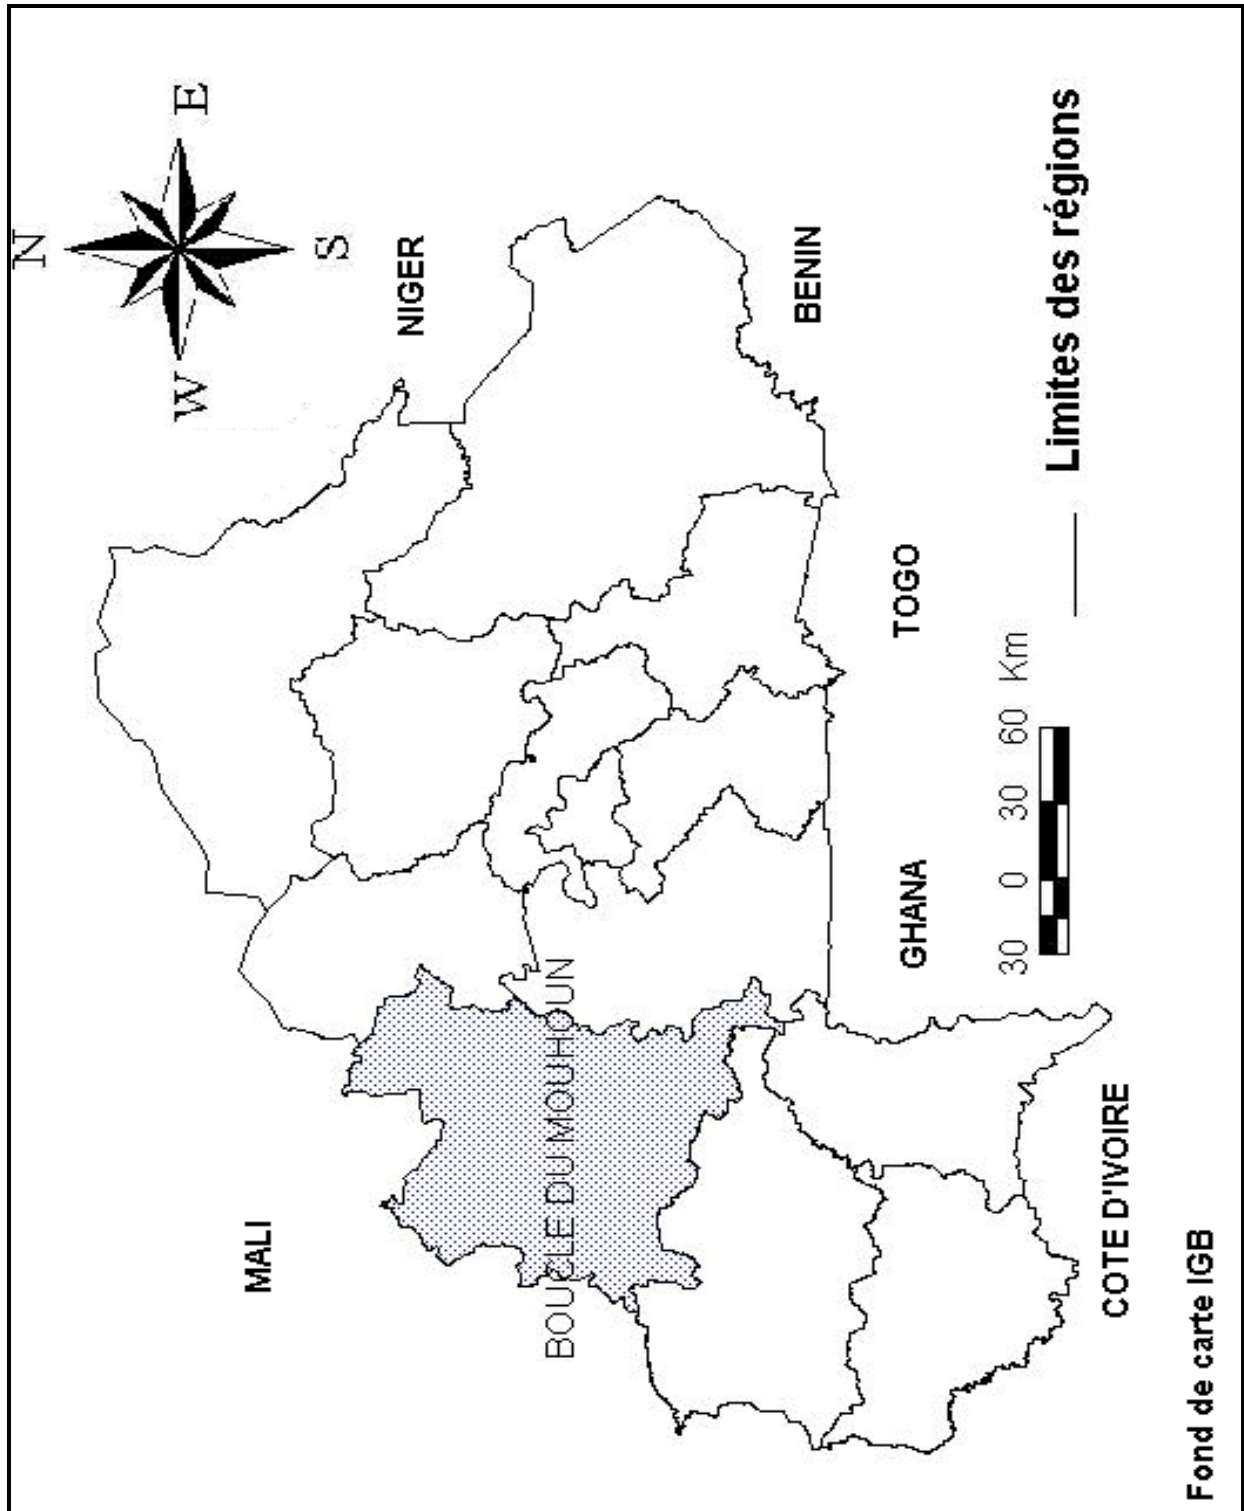 N
W
E
S
NIGER
MALI
BOUCLE DU MOUHOUN
BENIN
TOGO
GHANA
COTE D'IVOIRE
30 0 30 60 Km
Limites des régions
Fond de carte IGB